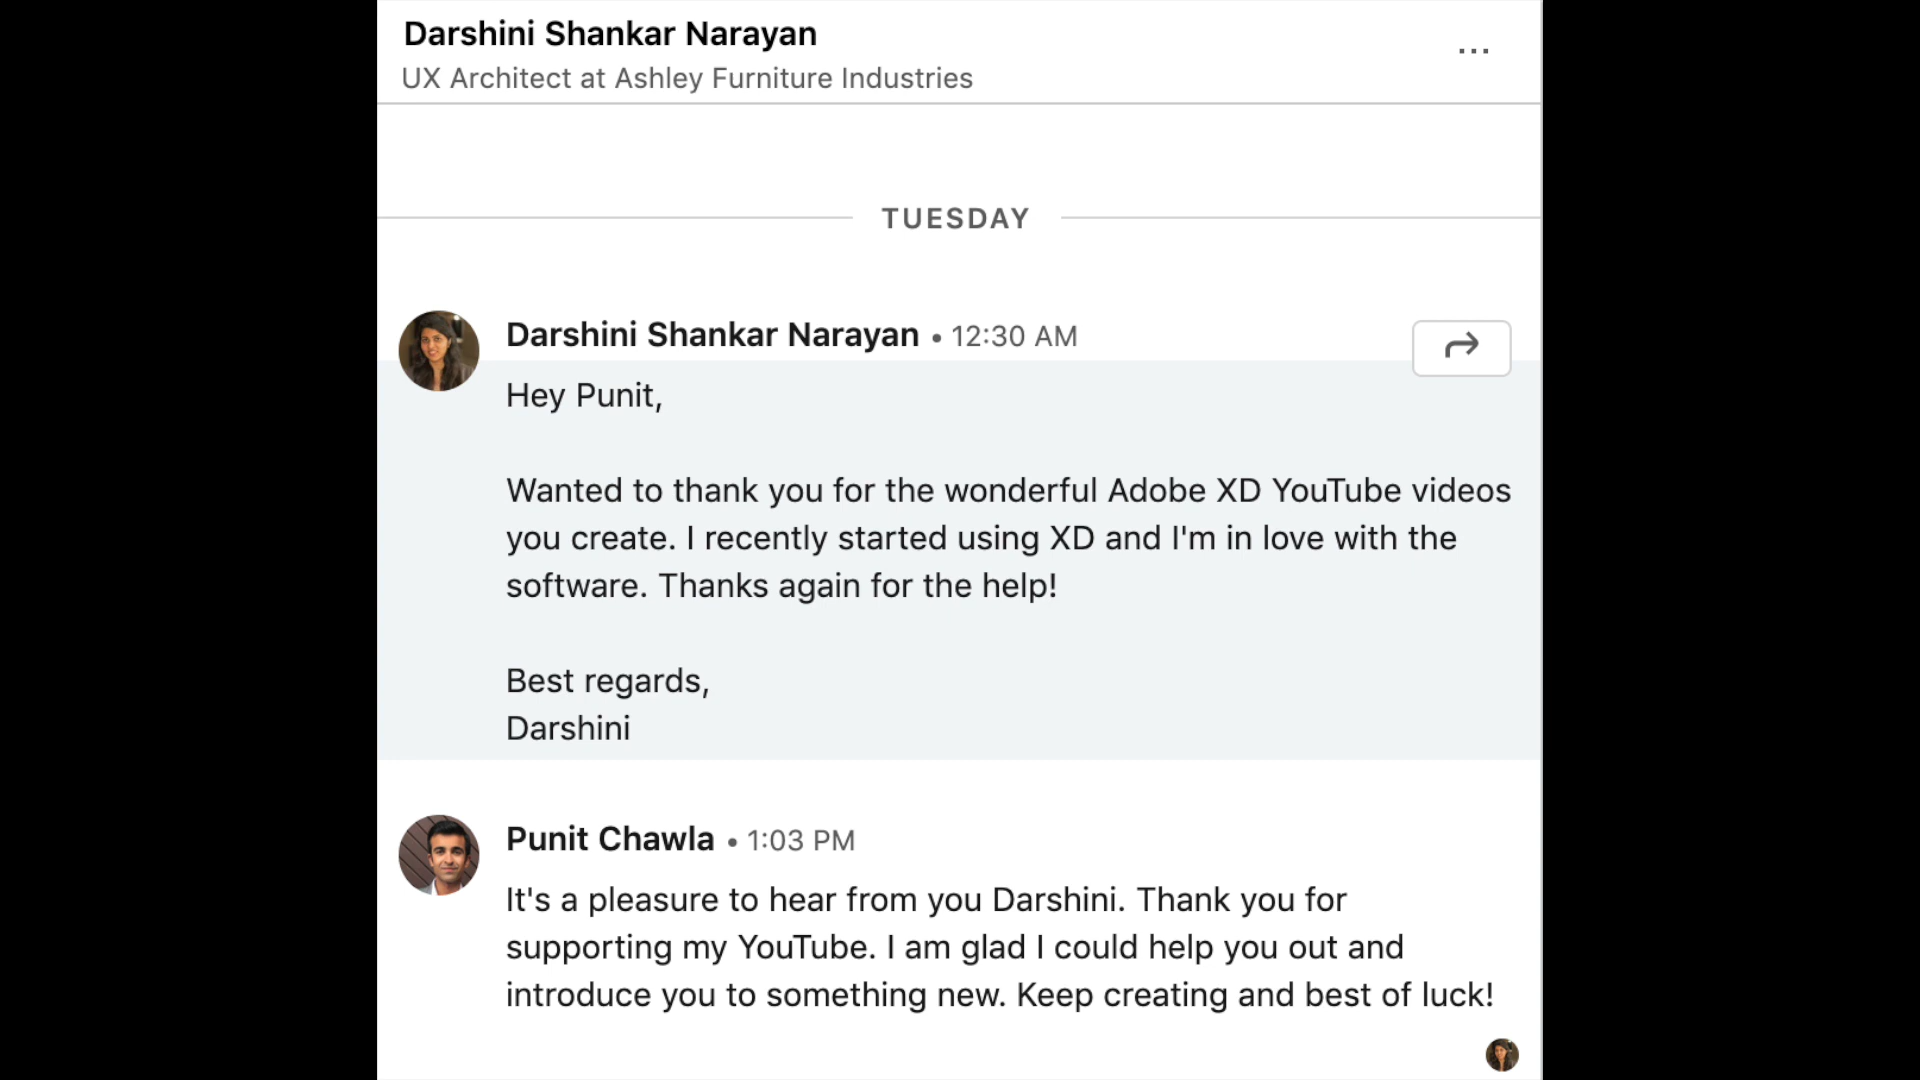 Darshini Shankar Narayan
UX Architect at Ashley Furniture Industries
TUESDAY
Darshini Shankar Narayan • 12:30 AM
Hey Punit,
Wanted to thank you for the wonderful Adobe XD YouTube videos
you create. I recently started using XD and I'm in love with the
software. Thanks again for the help!
Best regards,
Darshini
Punit Chawla • 1:03 PM
It's a pleasure to hear from you Darshini. Thank you for
supporting my YouTube. I am glad I could help you out and
introduce you to something new. Keep creating and best of luck!